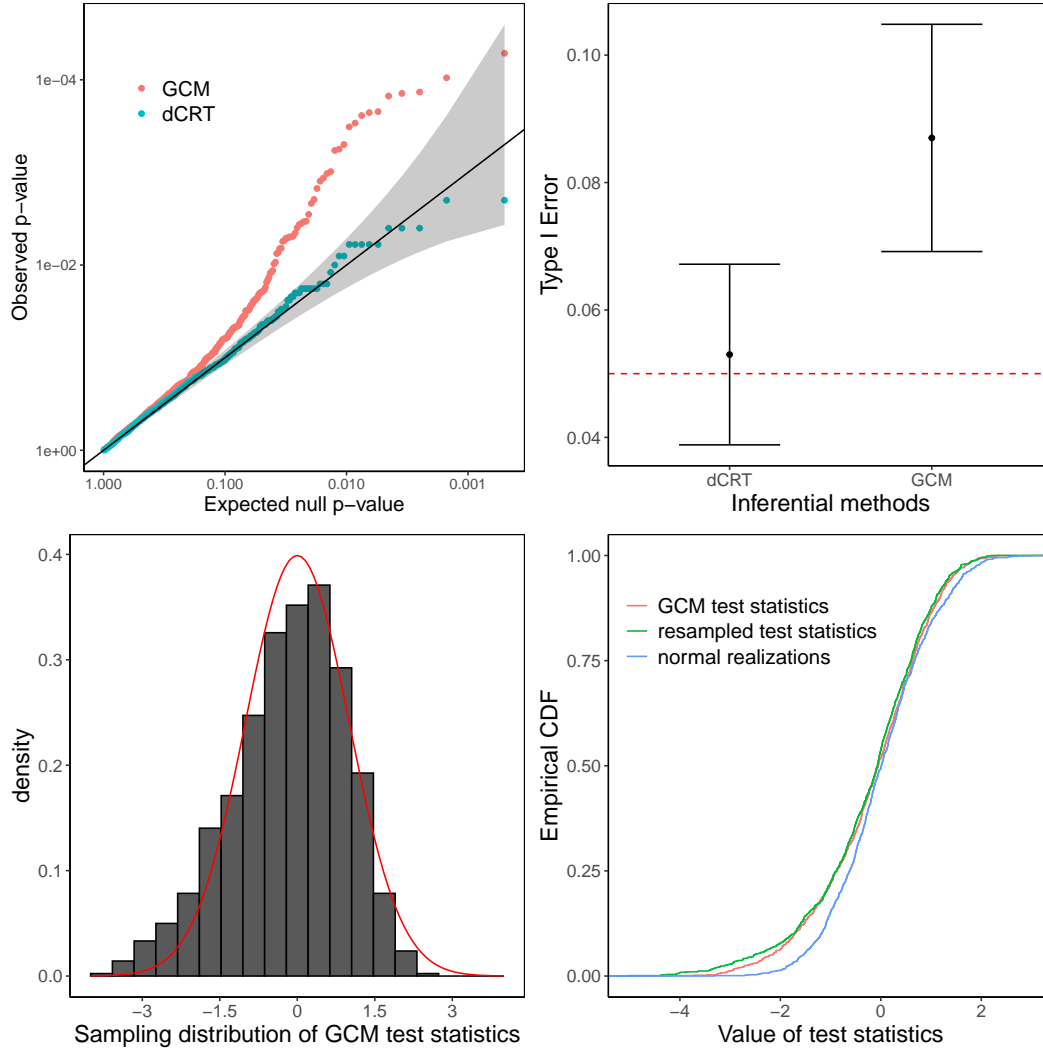 1e−04
1e−02
1e+00
Observed p−value
GCM
dCRT
1.000
0.100
0.010
0.001
Expected null p−value
0.10
0.08
0.06
0.04
Type I Error
dCRT
GCM
Inferential methods
0.4
0.3
0.2
0.1
0.0
density
−3
−1.5
0
1.5
3
Sampling distribution of GCM test statistics
1.00
0.75
0.50
0.25
0.00
Empirical CDF
GCM test statistics
resampled test statistics
normal realizations
−4
−2
0
2
Value of test statistics